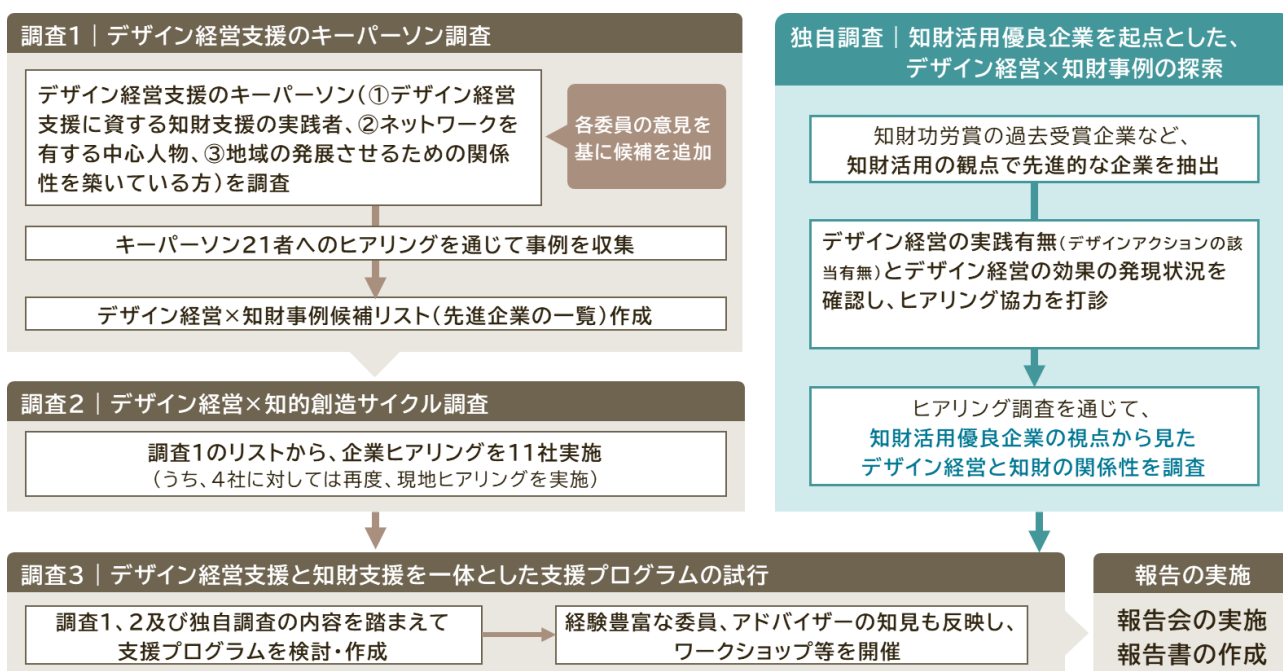 調査1｜デザイン経営支援のキーパーソン調査
デザイン経営支援のキーパーソン(①デザイン経営
支援に資する知財支援の実践者、②ネットワークを
有する中心人物、③地域の発展させるための関係
性を築いている方)を調査
各委員の意見を
基に候補を追加
キーパーソン21者へのヒアリングを通じて事例を収集
デザイン経営×知財事例候補リスト(先進企業の一覧)作成
調査2｜デザイン経営×知的創造サイクル調査
調査1のリストから、企業ヒアリングを11社実施
(うち、4社に対しては再度、現地ヒアリングを実施)
独自調査｜知財活用優良企業を起点とした、
デザイン経営×知財事例の探索
知財功労賞の過去受賞企業など、
知財活用の観点で先進的な企業を抽出
デザイン経営の実践有無(デザインアクションの該
当有無)とデザイン経営の効果の発現状況を
確認し、ヒアリング協力を打診
ヒアリング調査を通じて、
知財活用優良企業の視点から見た
デザイン経営と知財の関係性を調査
調査3｜デザイン経営支援と知財支援を一体とした支援プログラムの試行
調査1、2及び独自調査の内容を踏まえて
支援プログラムを検討・作成
経験豊富な委員、アドバイザーの知見も反映し、
ワークショップ等を開催
報告の実施
報告会の実施
報告書の作成